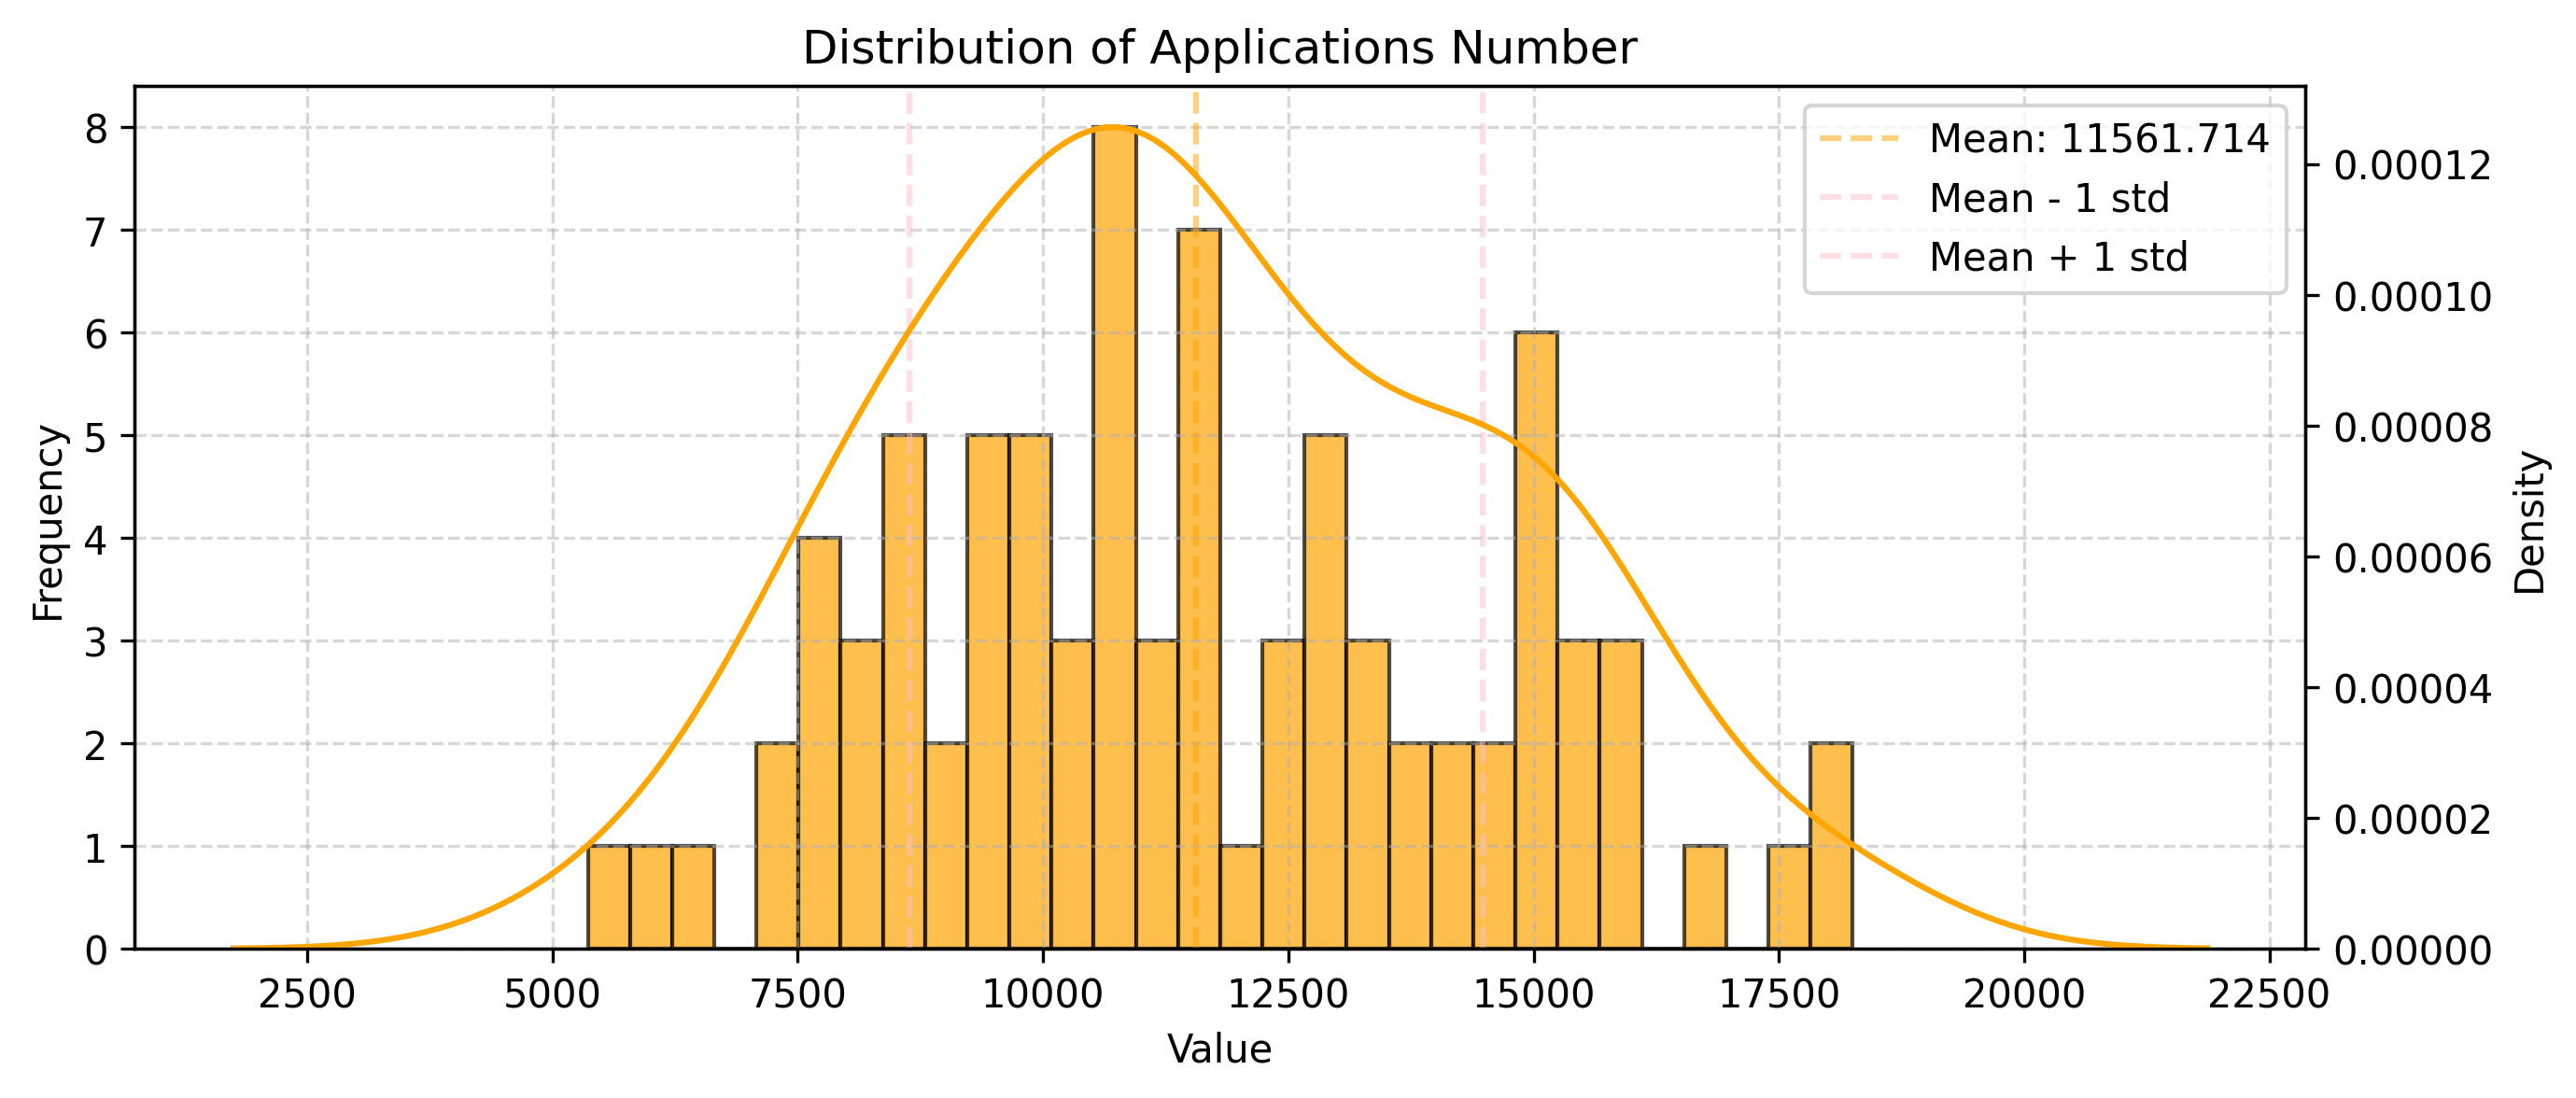 Distribution of Applications Number
Mean: 11561.714
Mean - 1 std
Mean + 1 std
Frequency
8
7
6
5
4
3
2
1
0
0.00012
0.00010
0.00008
0.00006
0.00004
0.00002
0.00000
Density
2500 5000 7500 10000 12500 15000 17500 20000 22500
Value